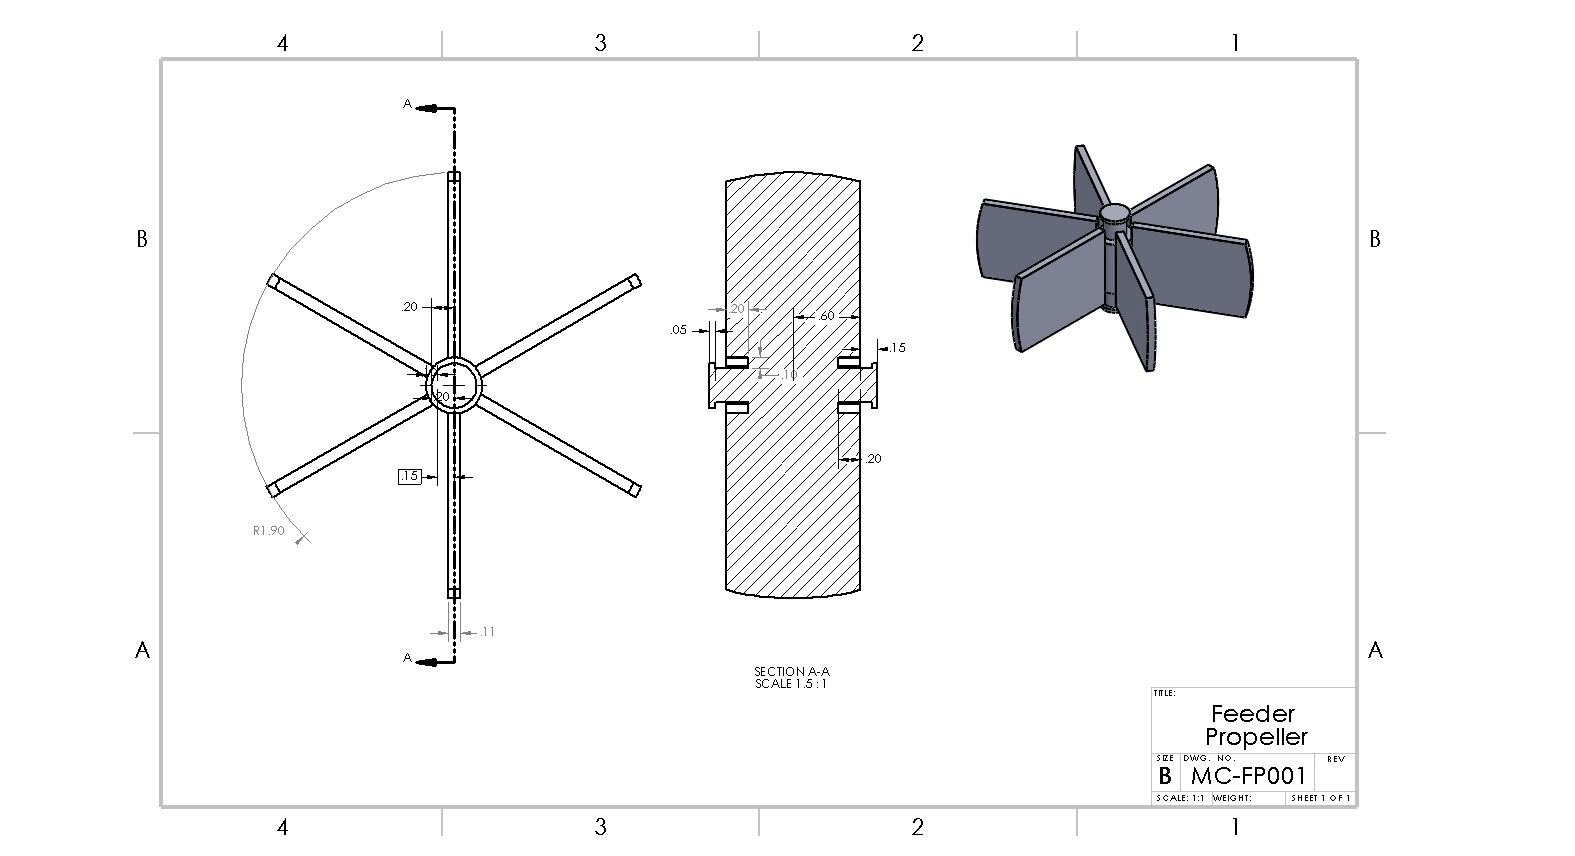 4 3 2 1
A
B B
.20
.20 .60
.05 .15
.10
.20
.20
.15
R1.90
.11
A
A A
SECTION A-A
SCALE 1.5 : 1
TITLE:
Feeder
Propeller
SIZE DWG. NO. REV
B MC-FP001
SCALE: 1:1 WEIGHT: SHEET 1 OF 1
4 3 2 1